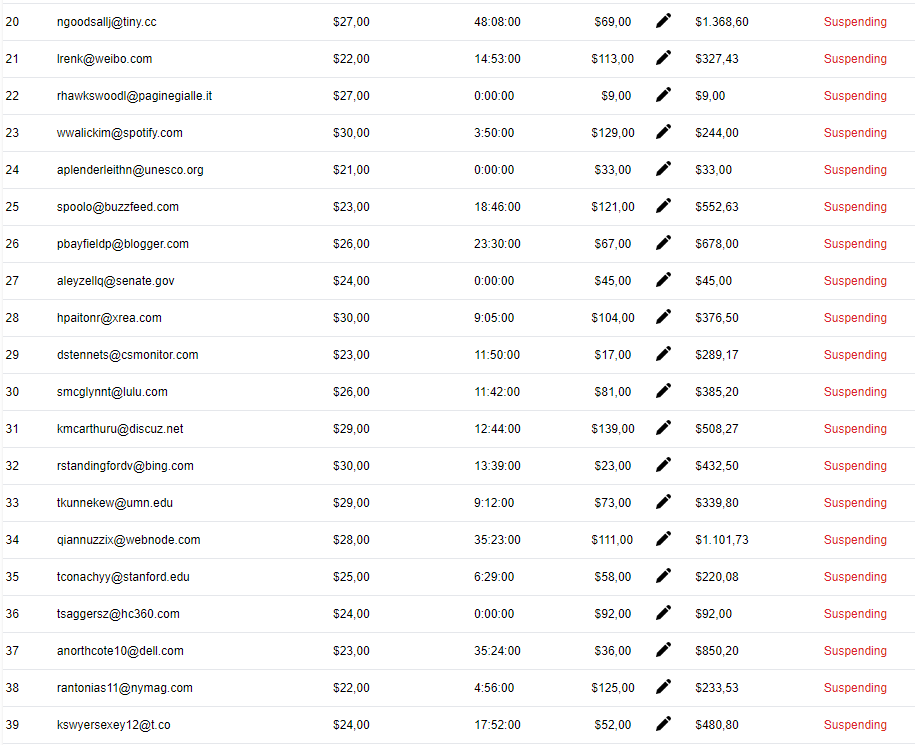 20 ngoodsallj@tiny.cc $27,00 48:08:00 $69,00 $1.368,60 Suspending
21 lrenk@weibo.com $22,00 14:53:00 $113,00 $327,43 Suspending
22 rhawkswoodl@paginegialle.it $27,00 0:00:00 $9,00 $9,00 Suspending
23 wwalickim@spotify.com $30,00 3:50:00 $129,00 $244,00 Suspending
24 aplenderleithn@unesco.org $21,00 0:00:00 $33,00 $33,00 Suspending
25 spoolo@buzzfeed.com $23,00 18:46:00 $121,00 $552,63 Suspending
26 pbayfieldp@blogger.com $26,00 23:30:00 $67,00 $678,00 Suspending
27 aleyzellq@senate.gov $24,00 0:00:00 $45,00 $45,00 Suspending
28 hpaitonr@xrea.com $30,00 9:05:00 $104,00 $376,50 Suspending
29 dstennets@csmonitor.com $23,00 11:50:00 $17,00 $289,17 Suspending
30 smcglynnt@lulu.com $26,00 11:42:00 $81,00 $385,20 Suspending
31 kmcarthuru@discuz.net $29,00 12:44:00 $139,00 $508,27 Suspending
32 rstandingfordv@bing.com $30,00 13:39:00 $23,00 $432,50 Suspending
33 tkunnekew@umn.edu $29,00 9:12:00 $73,00 $339,80 Suspending
34 qiannuzzix@webnode.com $28,00 35:23:00 $111,00 $1.101,73 Suspending
35 tconachyy@stanford.edu $25,00 6:29:00 $58,00 $220,08 Suspending
36 tsaggersz@hc360.com $24,00 0:00:00 $92,00 $92,00 Suspending
37 anorthcote10@dell.com $23,00 35:24:00 $36,00 $850,20 Suspending
38 rantonias11@nymag.com $22,00 4:56:00 $125,00 $233,53 Suspending
39 kswyersexey12@t.co $24,00 17:52:00 $52,00 $480,80 Suspending